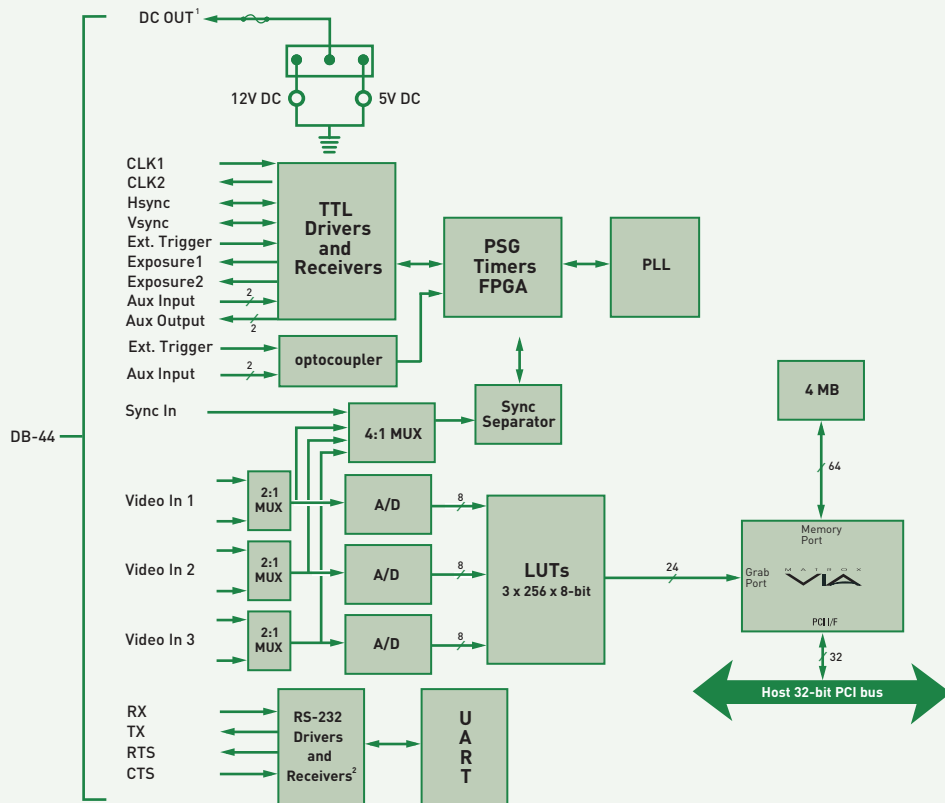 DC OUT¹
12V DC
5V DC
CLK1
CLK2
Hsync
Vsync
Ext. Trigger
Exposure1
Exposure2
Aux Input
2
Aux Output
2
TTL
Drivers
and
Receivers
PSG
Timers
FPGA
PLL
Ext. Trigger
Aux Input
2
optocoupler
Sync In
4:1 MUX
Sync
Separator
4 MB
64
DB-44
Video In 1
2:1
MUX
A/D
8
Video In 2
2:1
MUX
A/D
8
Video In 3
2:1
MUX
A/D
8
LUTs
3 x 256 x 8-bit
24
Memory
Port
Grab
Port
MATROX
VIA
PCI I/F
32
Host 32-bit PCI bus
RX
TX
RTS
CTS
RS-232
Drivers
and
Receivers²
U
A
R
T